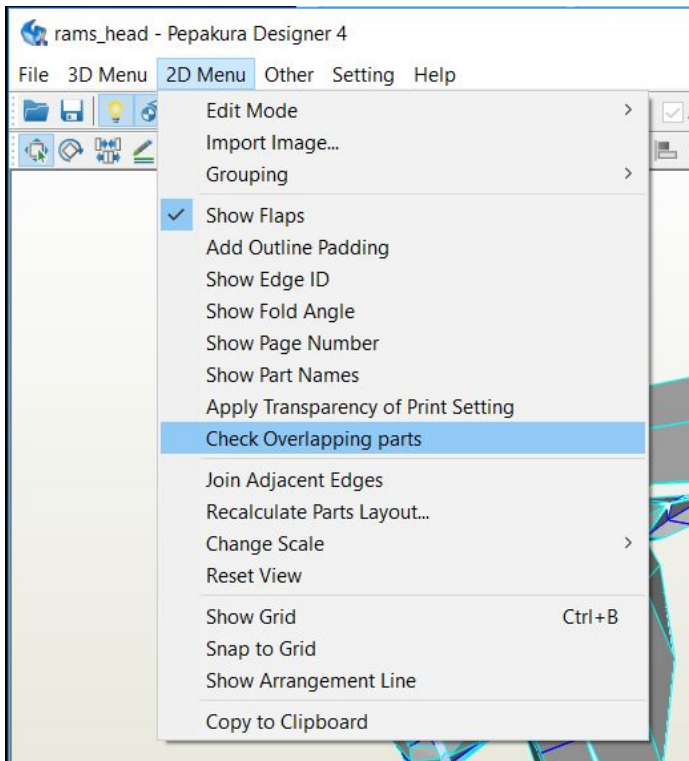 rams_head - Pepakura Designer 4
File 3D Menu 2D Menu Other Setting Help
Edit Mode
Import Image...
Grouping
Show Flaps
Add Outline Padding
Show Edge ID
Show Fold Angle
Show Page Number
Show Part Names
Apply Transparency of Print Setting
Check Overlapping parts
Join Adjacent Edges
Recalculate Parts Layout...
Change Scale
Reset View
Show Grid Ctrl+B
Snap to Grid
Show Arrangement Line
Copy to Clipboard